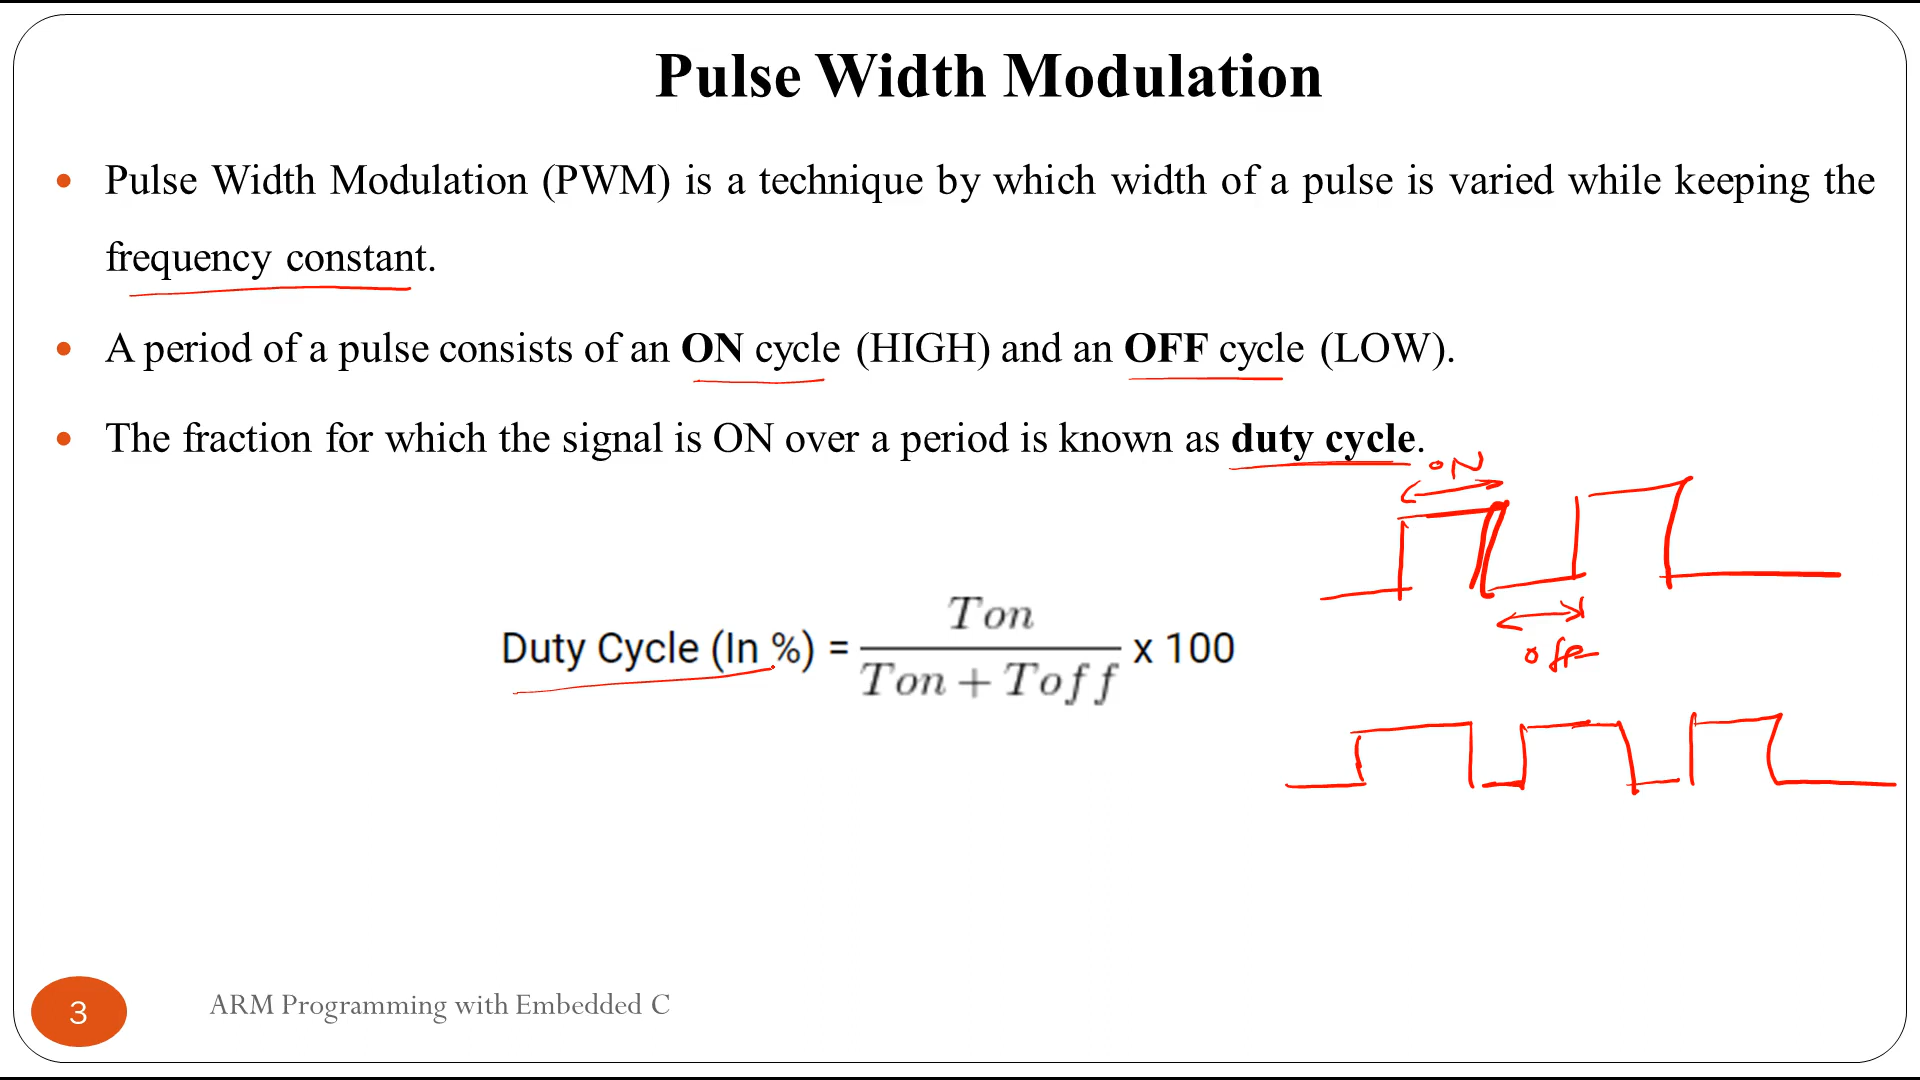 Pulse Width Modulation
• Pulse Width Modulation (PWM) is a technique by which width of a pulse is varied while keeping the
frequency constant.
• A period of a pulse consists of an ON cycle (HIGH) and an OFF cycle (LOW).
• The fraction for which the signal is ON over a period is known as duty cycle.
ON
Duty Cycle (In %) = Ton / Ton + Toff x 100
off
3
ARM Programming with Embedded C